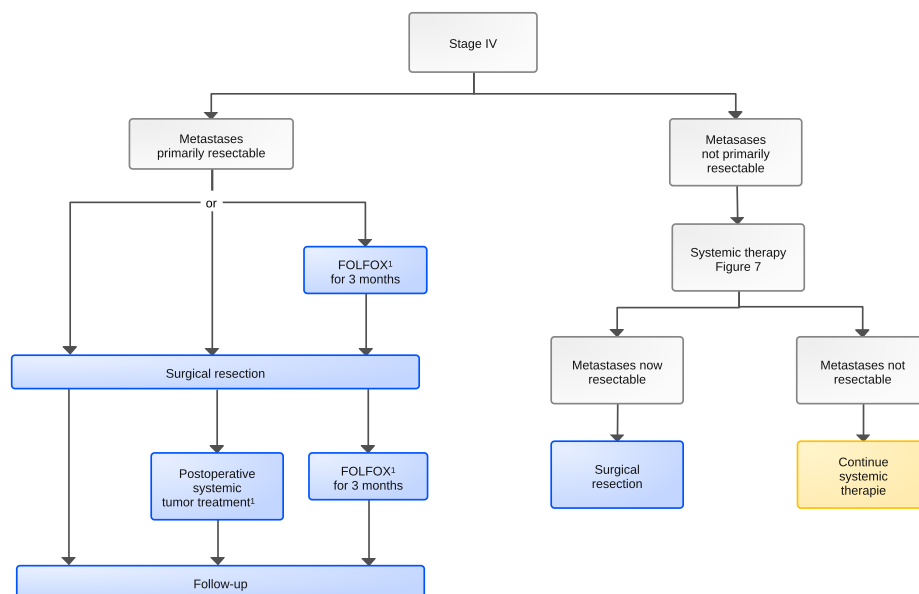 Stage IV
Metastases
primarily resectable
Metasases
not primarily
resectable
or
Systemic therapy
Figure 7
FOLFOX¹
for 3 months
Surgical resection
Metastases now
resectable
Metastases not
resectable
Postoperative
systemic
tumor treatment¹
FOLFOX¹
for 3 months
Surgical
resection
Continue
systemic
therapie
Follow-up